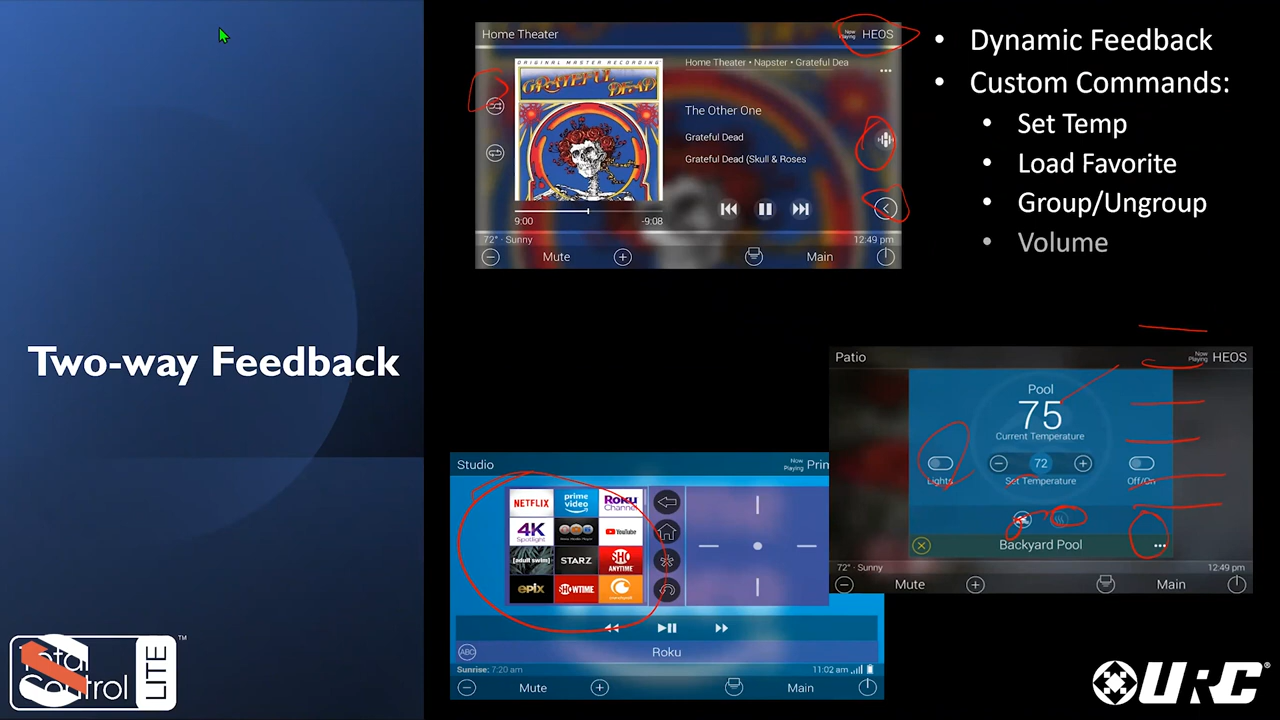 Two-way Feedback
Total
Control
LITE
TM
Home Theater
Now
Playing
HEOS
ORIGINAL MASTER RECORDING
GRATEFUL DEAD
Home Theater • Napster • Grateful Dea
The Other One
Grateful Dead
Grateful Dead (Skull & Roses
9:00
-9:08
72° · Sunny
12:49 pm
Mute
Main
• Dynamic Feedback
• Custom Commands:
• Set Temp
• Load Favorite
• Group/Ungroup
• Volume
Patio
Now
Playing
HEOS
Pool
75
Current Temperature
72
Lights
Set Temperature
Off/On
Backyard Pool
72° · Sunny
12:49 pm
Mute
Main
Studio
Now
Playing
Prin
NETFLIX
prime video
Roku Channel
4K Spotlight
YouTube
[adult swim]
STARZ
SHO ANYTIME
epix
SHOWTIME
crunchyroll
Roku
ABC
Sunrise: 7:20 am
11:02 am
Mute
Main
URC®